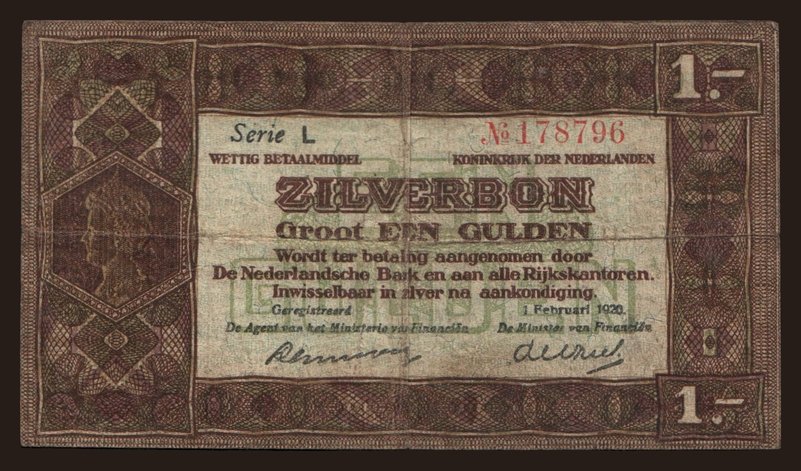 1.-
Serie L № 178796
WETTIG BETAALMIDDEL KONINKRIJK DER NEDERLANDEN
ZILVERBON
Groot EEN GULDEN
Wordt ter betaling aangenomen door
De Nederlandsche Bank en aan alle Rijkskantoren.
Inwisselbaar in zilver na aankondiging.
Geregistreerd 1 Februari 1920.
De Agent van het Ministerie van Financiën De Minister van Financiën
1.-